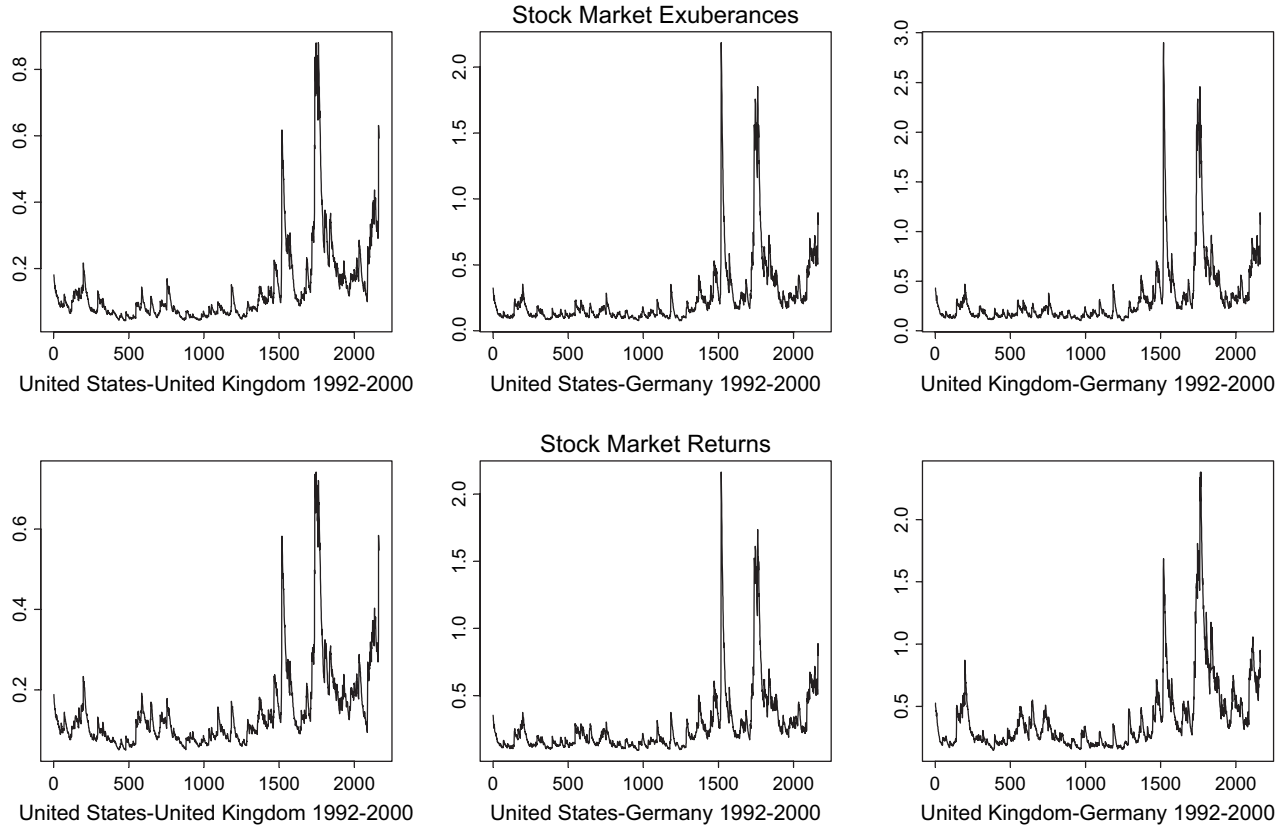 Stock Market Exuberances
0.2 0.4 0.6 0.8
0 500 1000 1500 2000
United States-United Kingdom 1992-2000
0.0 0.5 1.0 1.5 2.0
0 500 1000 1500 2000
United States-Germany 1992-2000
0.0 0.5 1.0 1.5 2.0 2.5 3.0
0 500 1000 1500 2000
United Kingdom-Germany 1992-2000
Stock Market Returns
0.2 0.4 0.6
0 500 1000 1500 2000
United States-United Kingdom 1992-2000
0.5 1.0 1.5 2.0
0 500 1000 1500 2000
United States-Germany 1992-2000
0.5 1.0 1.5 2.0
0 500 1000 1500 2000
United Kingdom-Germany 1992-2000